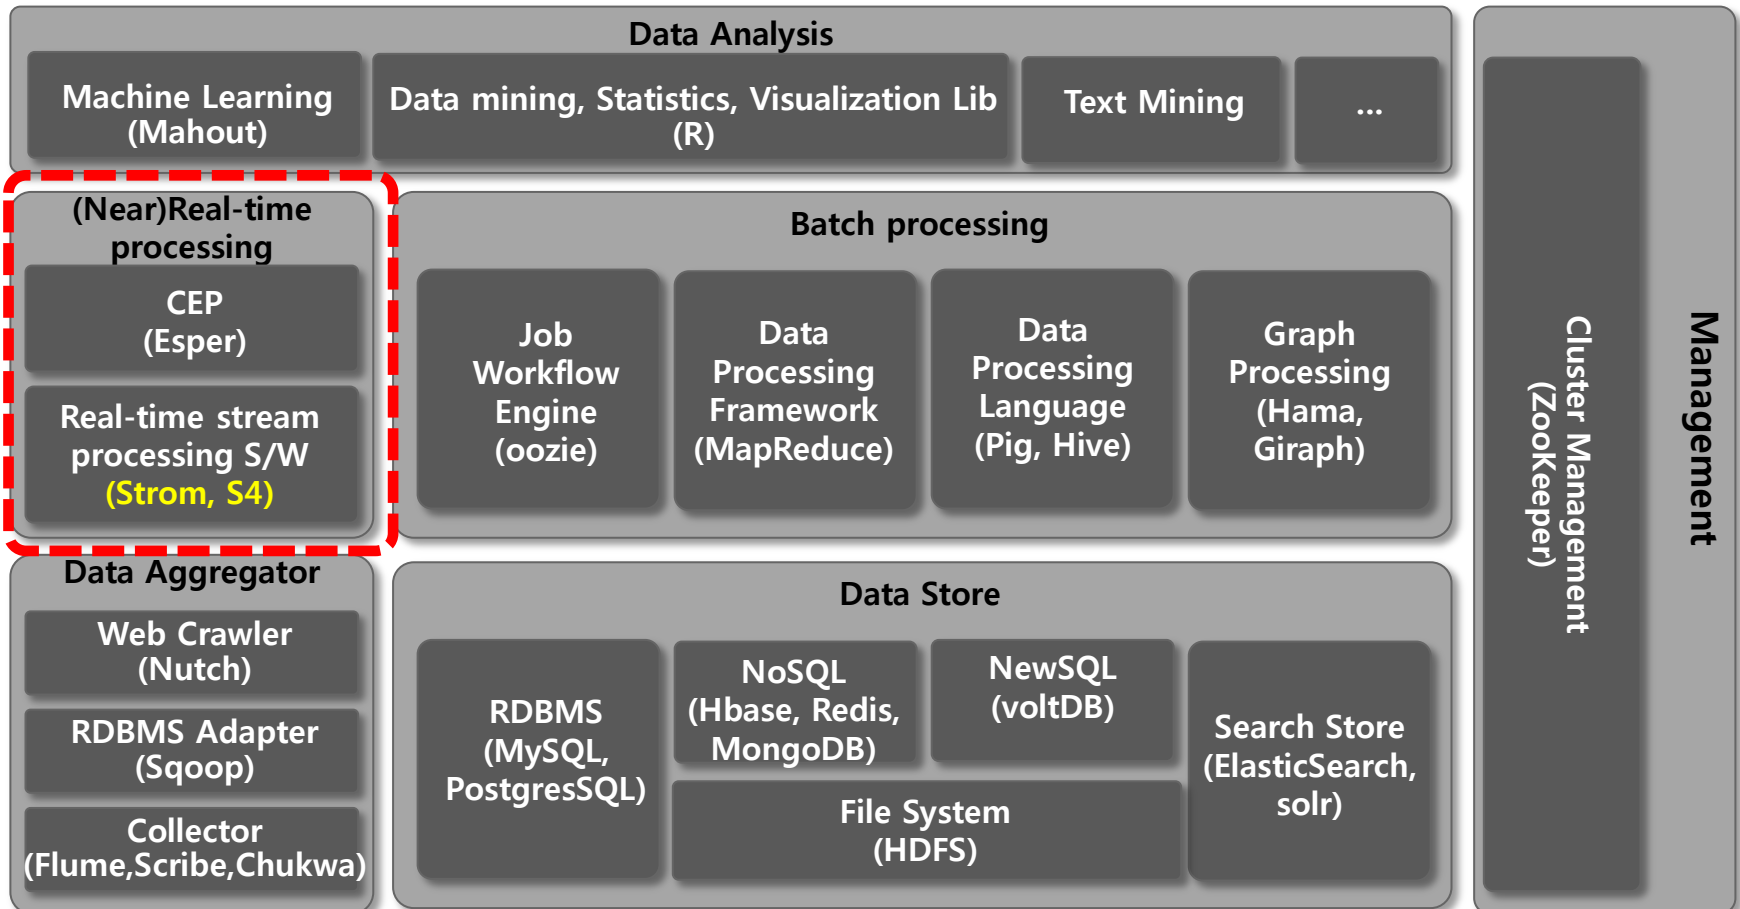 Data Analysis
Machine Learning
(Mahout)
Data mining, Statistics, Visualization Lib
(R)
Text Mining
...
(Near)Real-time
processing
CEP
(Esper)
Real-time stream
processing S/W
(Strom, S4)
Batch processing
Job
Workflow
Engine
(oozie)
Data
Processing
Framework
(MapReduce)
Data
Processing
Language
(Pig, Hive)
Graph
Processing
(Hama,
Giraph)
Data Aggregator
Web Crawler
(Nutch)
RDBMS Adapter
(Sqoop)
Collector
(Flume,Scribe,Chukwa)
Data Store
RDBMS
(MySQL,
PostgresSQL)
NoSQL
(Hbase, Redis,
MongoDB)
NewSQL
(voltDB)
File System
(HDFS)
Search Store
(ElasticSearch,
solr)
Management
Cluster Management
(ZooKeeper)